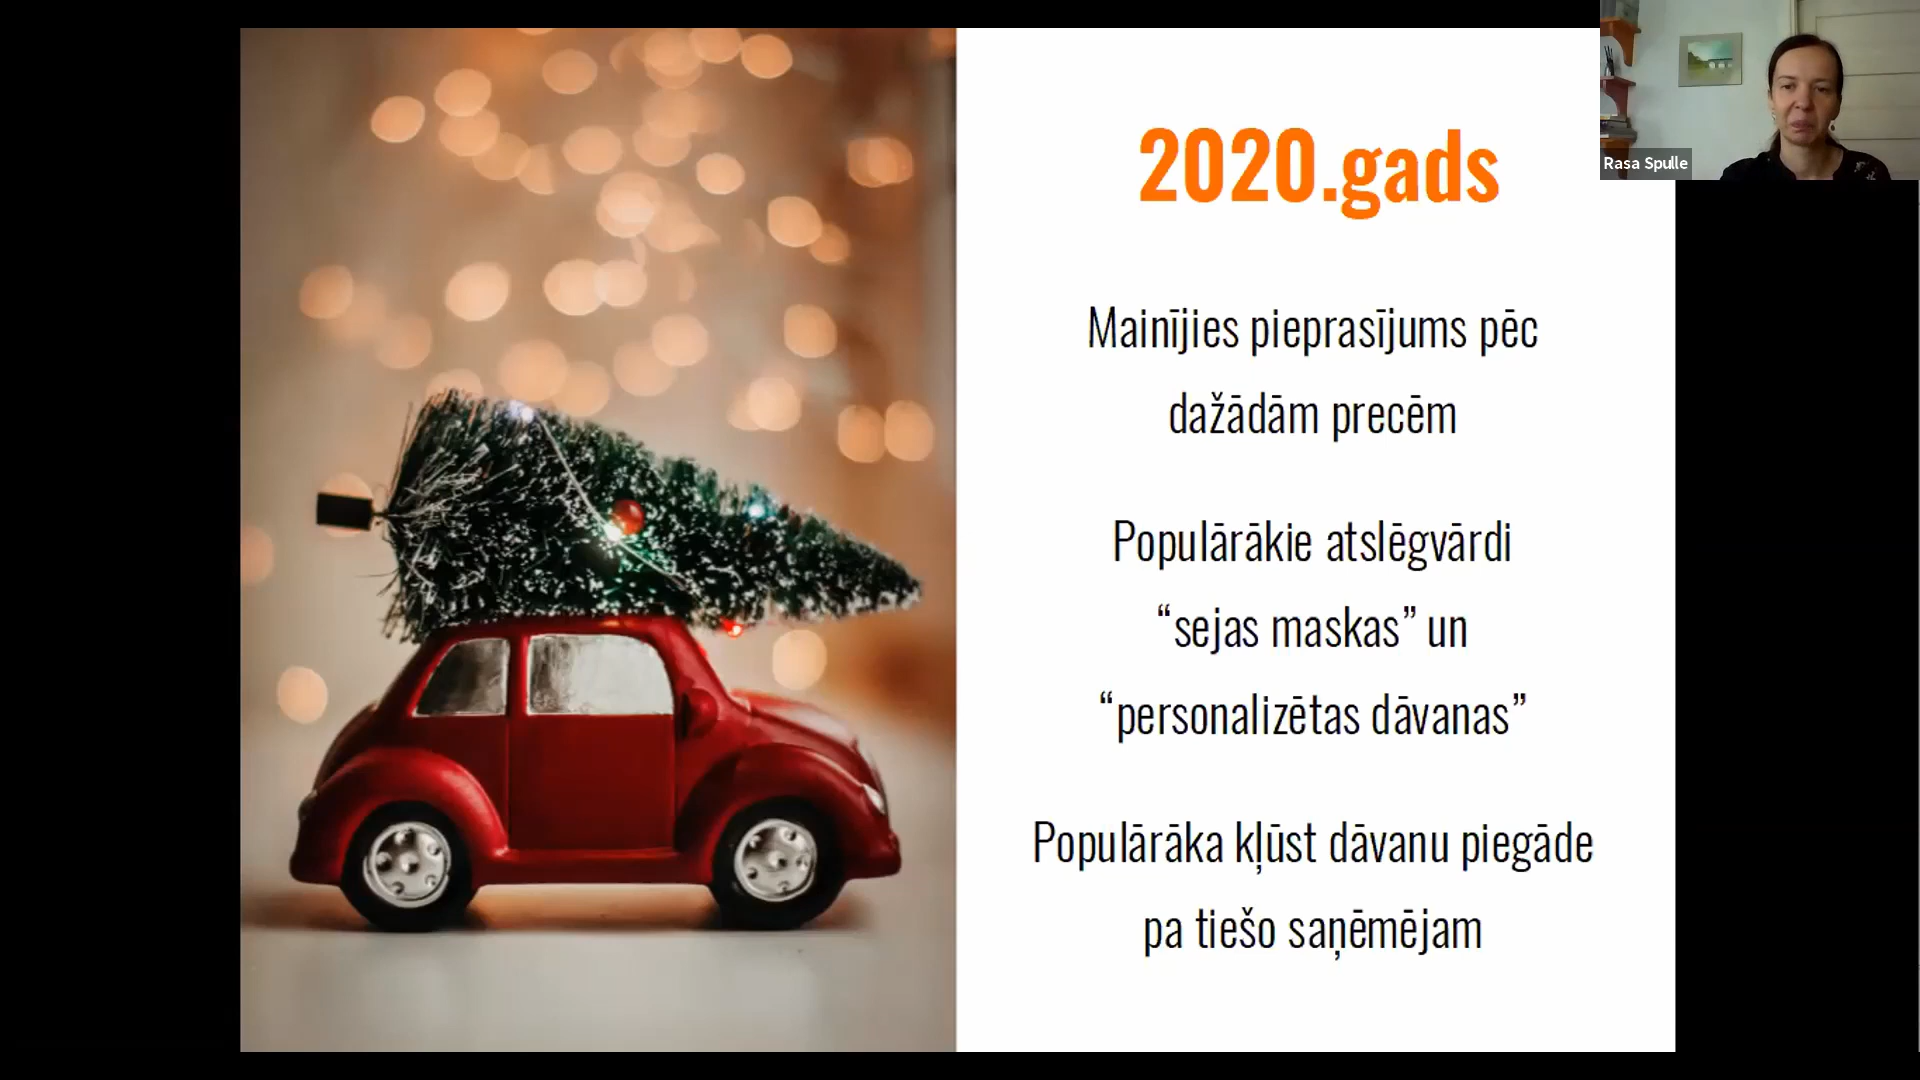 2020.gads
Rasa Spulle
Mainījies pieprasījums pēc
dažādām precēm
Populārākie atslēgvārdi
“sejas maskas” un
“personalizētas dāvanas”
Populārāka kļūst dāvanu piegāde
pa tiešo saņēmējam